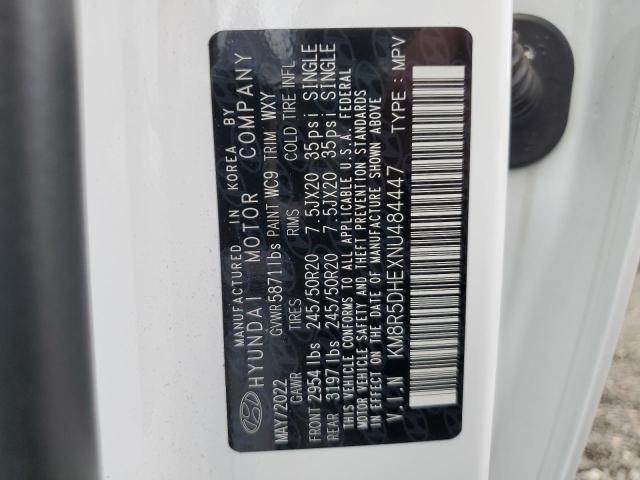 MANUFACTURED IN KOREA BY
HYUNDAI MOTOR COMPANY
MAY/2022 GVWR 5871lbs PAINT WC9 TRIM WXY
GAWR TIRES RIMS COLD TIRE INFL
FRONT 2954 lbs 245/50R20 7.5JX20 35psi SINGLE
REAR 3197 lbs 245/50R20 7.5JX20 35psi SINGLE
THIS VEHICLE CONFORMS TO ALL APPLICABLE U.S.A. FEDERAL
MOTOR VEHICLE SAFETY, BUMPER, AND THEFT PREVENTION STANDARDS
IN EFFECT ON THE DATE OF MANUFACTURE SHOWN ABOVE
V.I.N KM8R5DHEXNU484447 TYPE : MPV